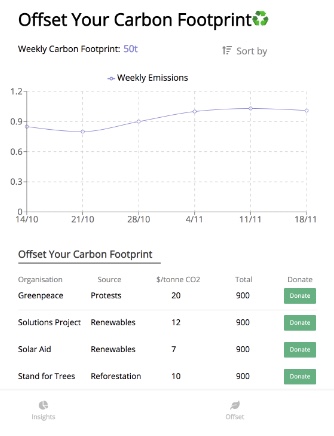 Offset Your Carbon Footprint♻
Weekly Carbon Footprint: 50t
Sort by
Weekly Emissions
1.2
0.9
0.6
0.3
0
14/10 21/10 28/10 4/11 11/11 18/11
Offset Your Carbon Footprint
Organisation Source $/tonne CO2 Total Donate
Greenpeace Protests 20 900 Donate
Solutions Project Renewables 12 900 Donate
Solar Aid Renewables 7 900 Donate
Stand for Trees Reforestation 10 900 Donate
Insights Offset